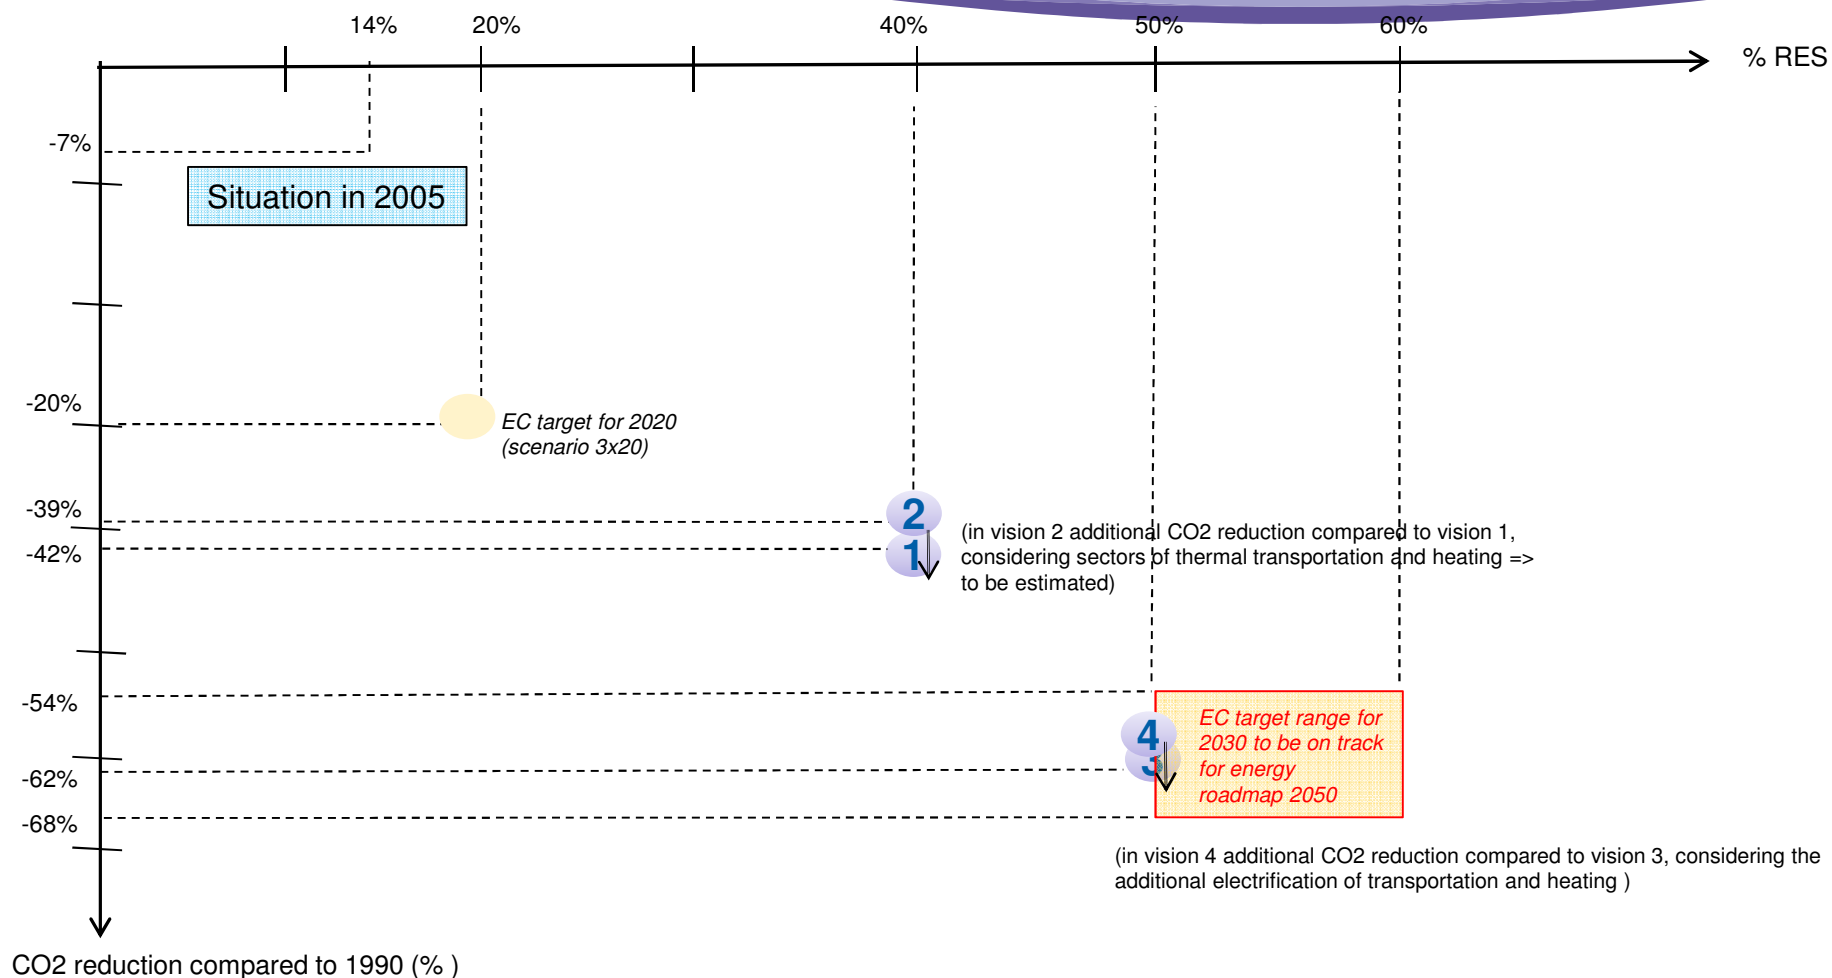 14%
20%
40%
50%
60%
% RES
-7%
Situation in 2005
-20%
EC target for 2020
(scenario 3x20)
-39%
-42%
2
1
(in vision 2 additional CO2 reduction compared to vision 1,
considering sectors of thermal transportation and heating =>
to be estimated)
-54%
-62%
-68%
4
3
EC target range for
2030 to be on track
for energy
roadmap 2050
(in vision 4 additional CO2 reduction compared to vision 3, considering the
additional electrification of transportation and heating )
CO2 reduction compared to 1990 (% )